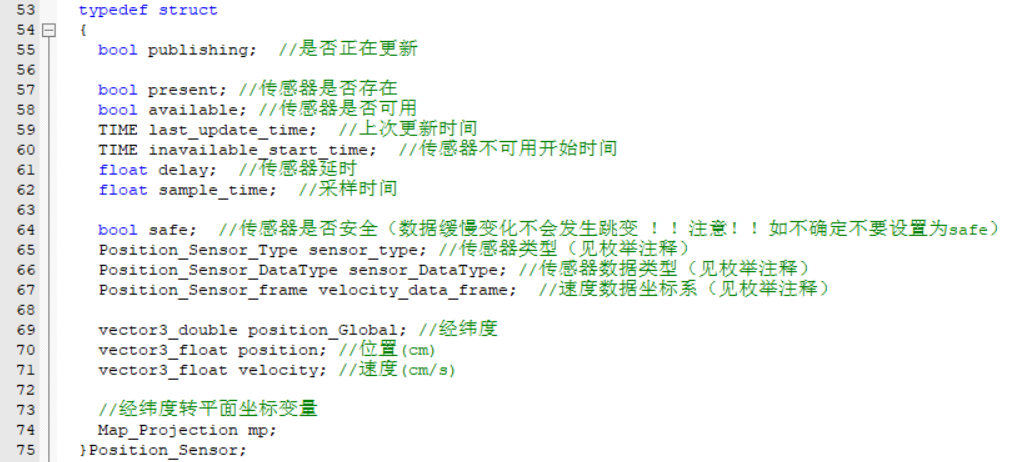 53 typedef struct
54 {
55 bool publishing; //是否正在更新
56
57 bool present; //传感器是否存在
58 bool available; //传感器是否可用
59 TIME last_update_time; //上次更新时间
60 TIME inavailable_start_time; //传感器不可用开始时间
61 float delay; //传感器延时
62 float sample_time; //采样时间
63
64 bool safe; //传感器是否安全（数据缓慢变化不会发生跳变 ！！注意！！如不确定不要设置为safe）
65 Position_Sensor_Type sensor_type; //传感器类型（见枚举注释）
66 Position_Sensor_DataType sensor_DataType; //传感器数据类型（见枚举注释）
67 Position_Sensor_frame velocity_data_frame; //速度数据坐标系（见枚举注释）
68
69 vector3_double position_Global; //经纬度
70 vector3_float position; //位置(cm)
71 vector3_float velocity; //速度(cm/s)
72
73 //经纬度转平面坐标变量
74 Map_Projection mp;
75 }Position_Sensor;